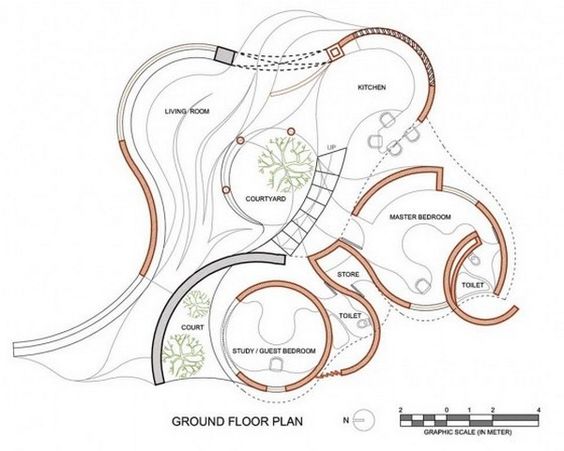 KITCHEN
LIVING ROOM
UP
COURTYARD
MASTER BEDROOM
STORE
TOILET
TOILET
COURT
STUDY / GUEST BEDROOM
GROUND FLOOR PLAN
N
2 0 2 4
GRAPHIC SCALE (IN METER)